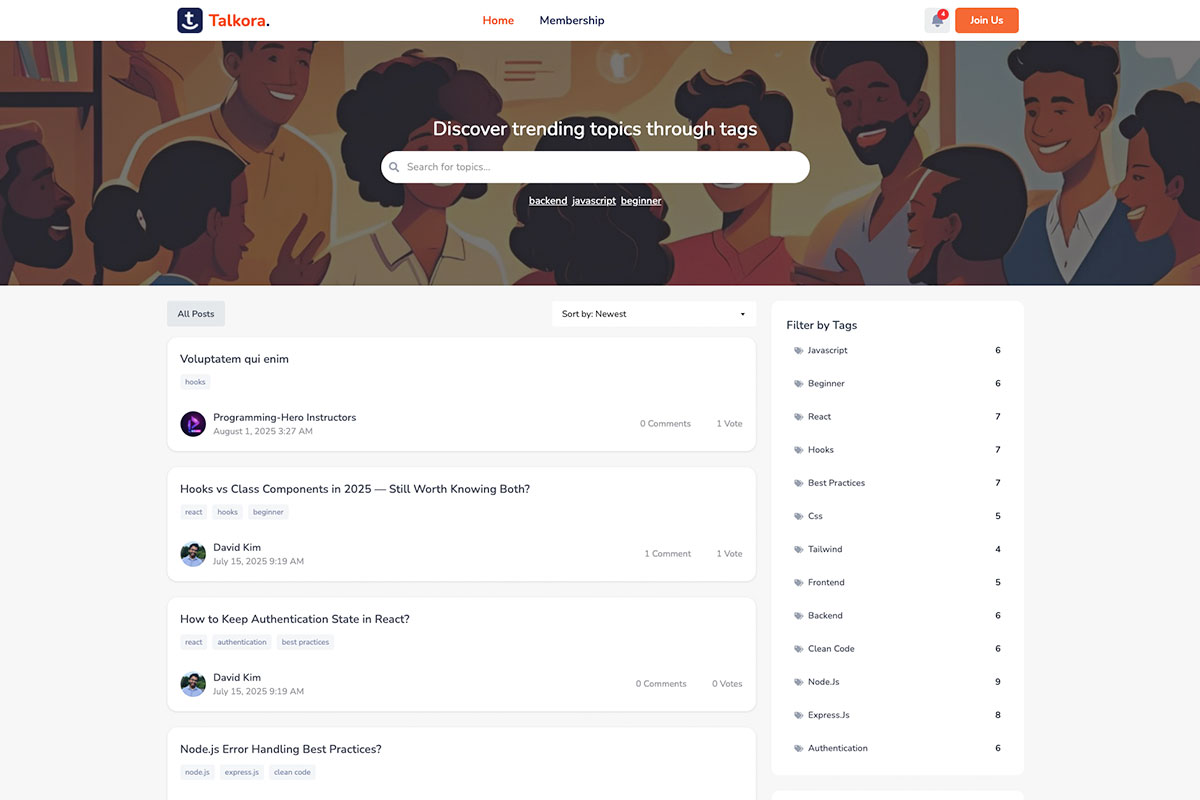 Talkora.
Home
Membership
4
Join Us
Discover trending topics through tags
Search for topics...
backend javascript beginner
All Posts
Sort by: Newest
Voluptatem qui enim
hooks
Programming-Hero Instructors
August 1, 2025 3:27 AM
0 Comments
1 Vote
Hooks vs Class Components in 2025 — Still Worth Knowing Both?
react hooks beginner
David Kim
July 15, 2025 9:19 AM
1 Comment
1 Vote
How to Keep Authentication State in React?
react authentication best practices
David Kim
July 15, 2025 9:19 AM
0 Comments
0 Votes
Node.js Error Handling Best Practices?
node.js express.js clean code
Filter by Tags
Javascript 6
Beginner 6
React 7
Hooks 7
Best Practices 7
Css 5
Tailwind 4
Frontend 5
Backend 6
Clean Code 6
Node.Js 9
Express.Js 8
Authentication 6